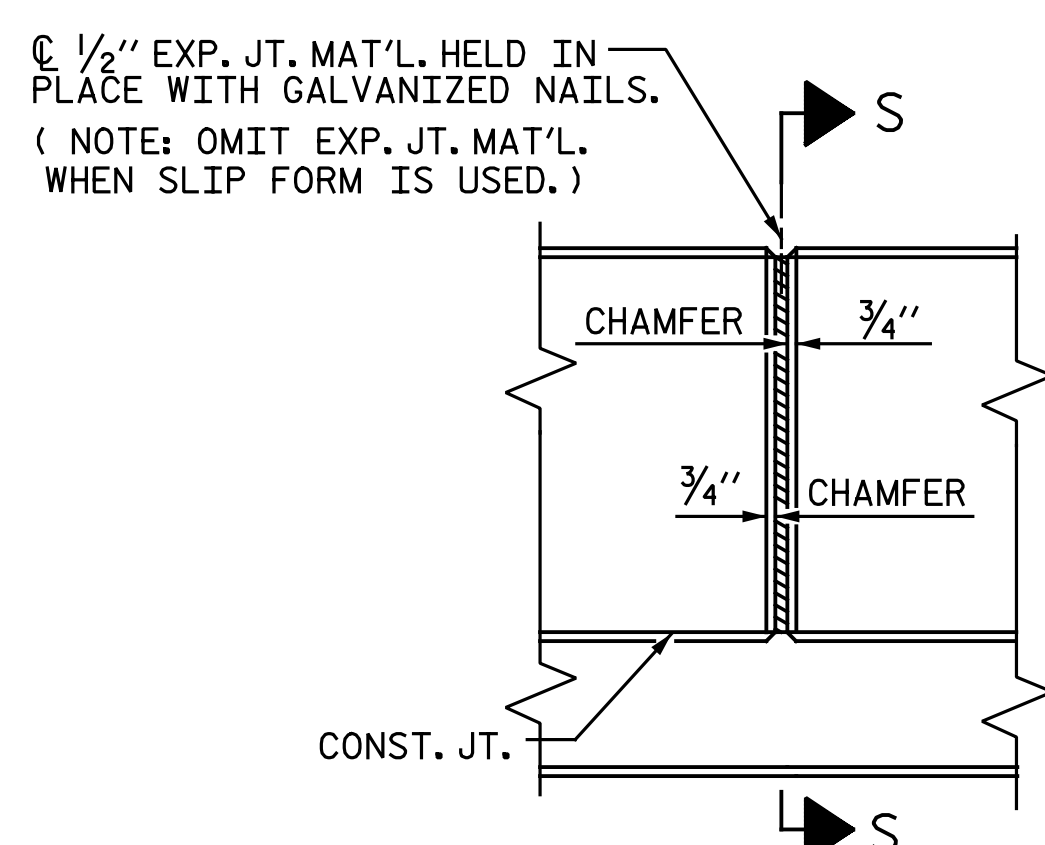 ℄ 1/2" EXP. JT. MAT'L. HELD IN
PLACE WITH GALVANIZED NAILS.
( NOTE: OMIT EXP. JT. MAT'L.
WHEN SLIP FORM IS USED. )
S
CHAMFER
3/4"
3/4"
CHAMFER
CONST. JT.
S